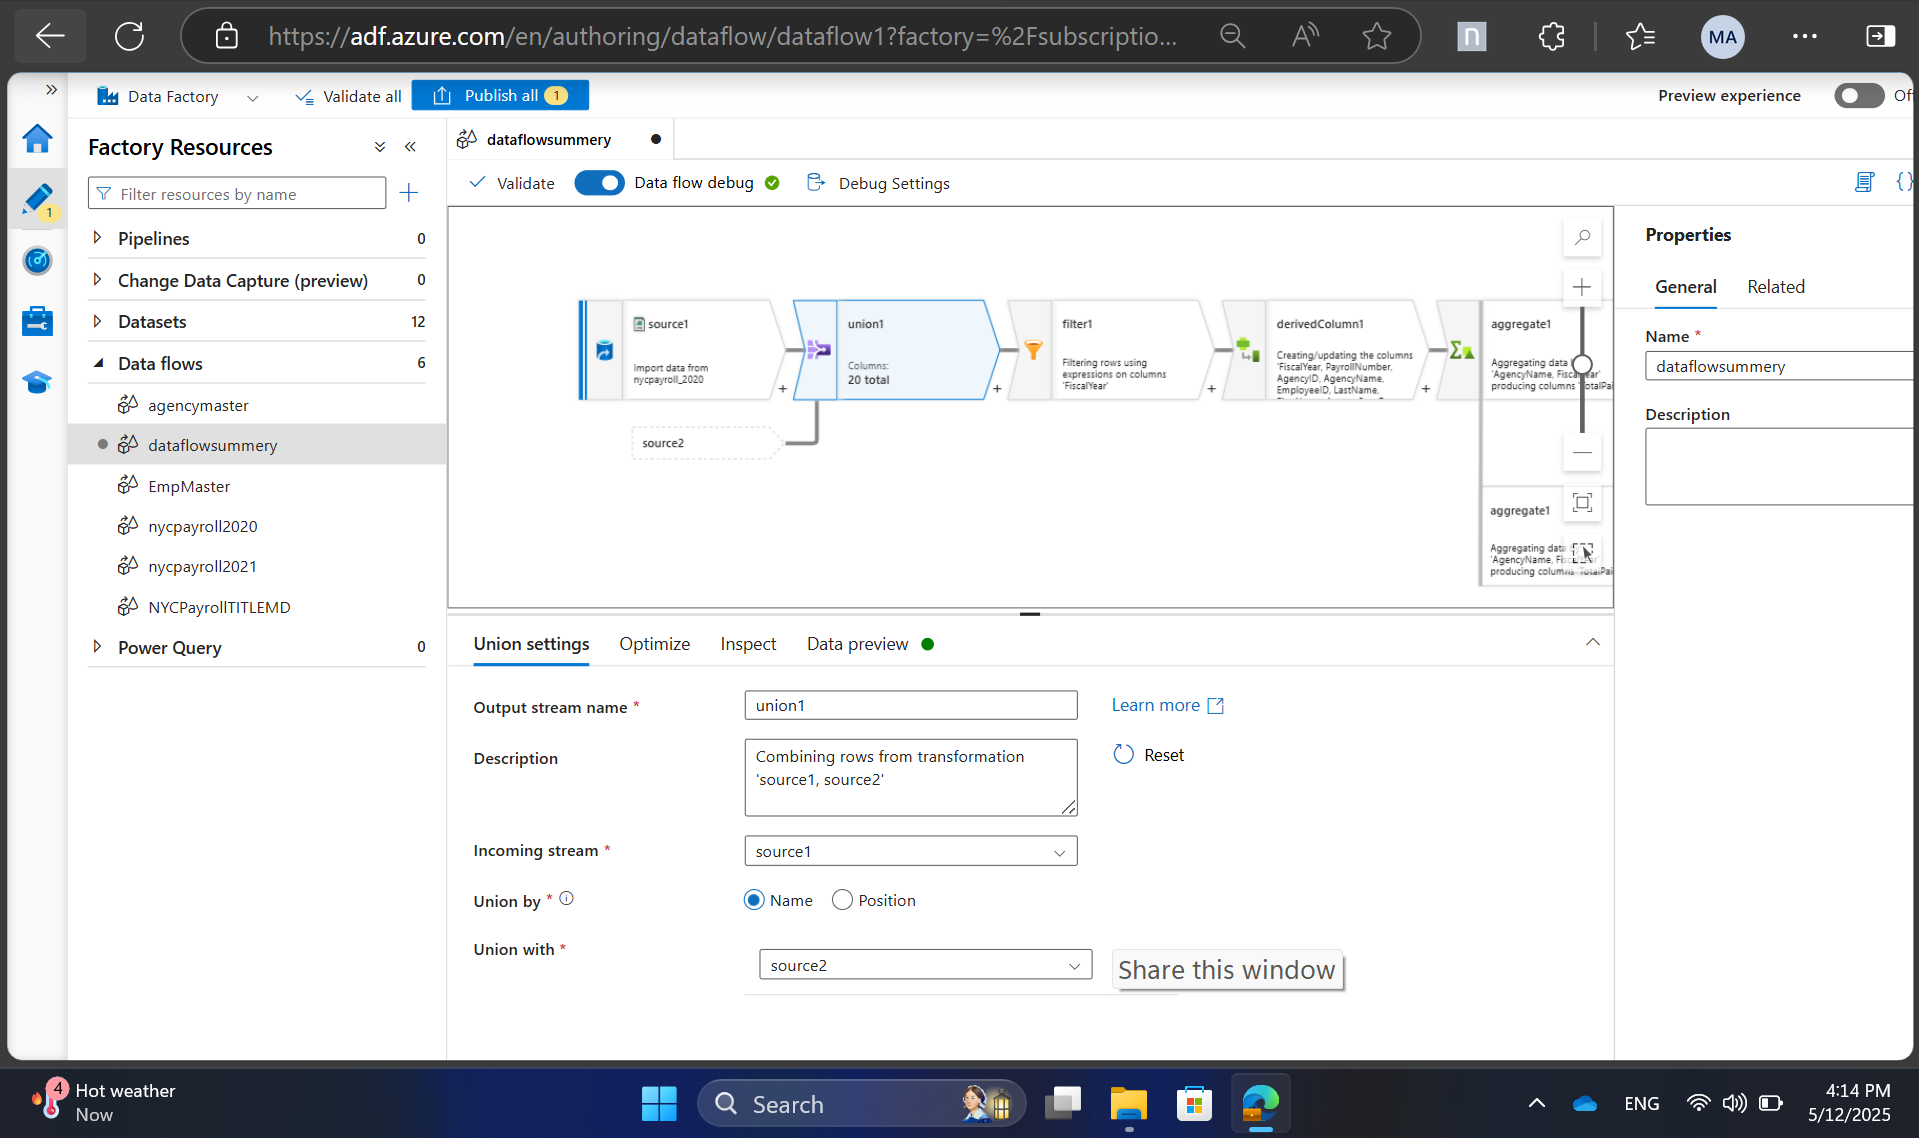 https://adf.azure.com/en/authoring/dataflow/dataflow1?factory=%2Fsubscriptio...
A))
n
MA
Data Factory
Validate all
Publish all 1
Preview experience
Off
Factory Resources
Filter resources by name
1
Pipelines 0
Change Data Capture (preview) 0
Datasets 12
Data flows 6
agencymaster
dataflowsummery
EmpMaster
nycpayroll2020
nycpayroll2021
NYCPayrollTITLEMD
Power Query 0
dataflowsummery
Validate
Data flow debug
Debug Settings
{}
source1
Import data from
nycpayroll_2020
+
union1
Columns:
20 total
+
filter1
Filtering rows using
expressions on columns
'FiscalYear'
+
derivedColumn1
Creating/updating the columns
'FiscalYear, PayrollNumber,
AgencyID, AgencyName,
EmployeeID, LastName,
+
aggregate1
Aggregating data
'AgencyName, FiscalYear'
producing columns 'TotalPai
source2
aggregate1
Aggregating data
'AgencyName,
producing columns 'TotalPai
Properties
General
Related
Name *
dataflowsummery
Description
Union settings
Optimize
Inspect
Data preview
Output stream name *
union1
Learn more
Description
Combining rows from transformation
'source1, source2'
Reset
Incoming stream *
source1
Union by *
Name
Position
Union with *
source2
Share this window
4
Hot weather
Now
Search
ENG
4:14 PM
5/12/2025